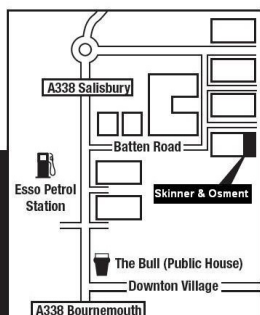 A338 Salisbury
Batten Road
Esso Petrol
Station
Skinner & Osment
The Bull (Public House)
Downton Village
A338 Bournemouth